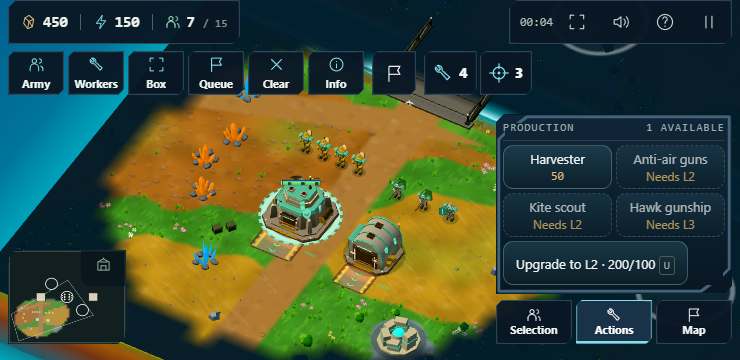 450 150 7 / 15 00:04
Army Workers Box Queue Clear Info 4 3
PRODUCTION 1 AVAILABLE
Harvester
50
Anti-air guns
Needs L2
Kite scout
Needs L2
Hawk gunship
Needs L3
Upgrade to L2 · 200/100 U
Selection Actions Map